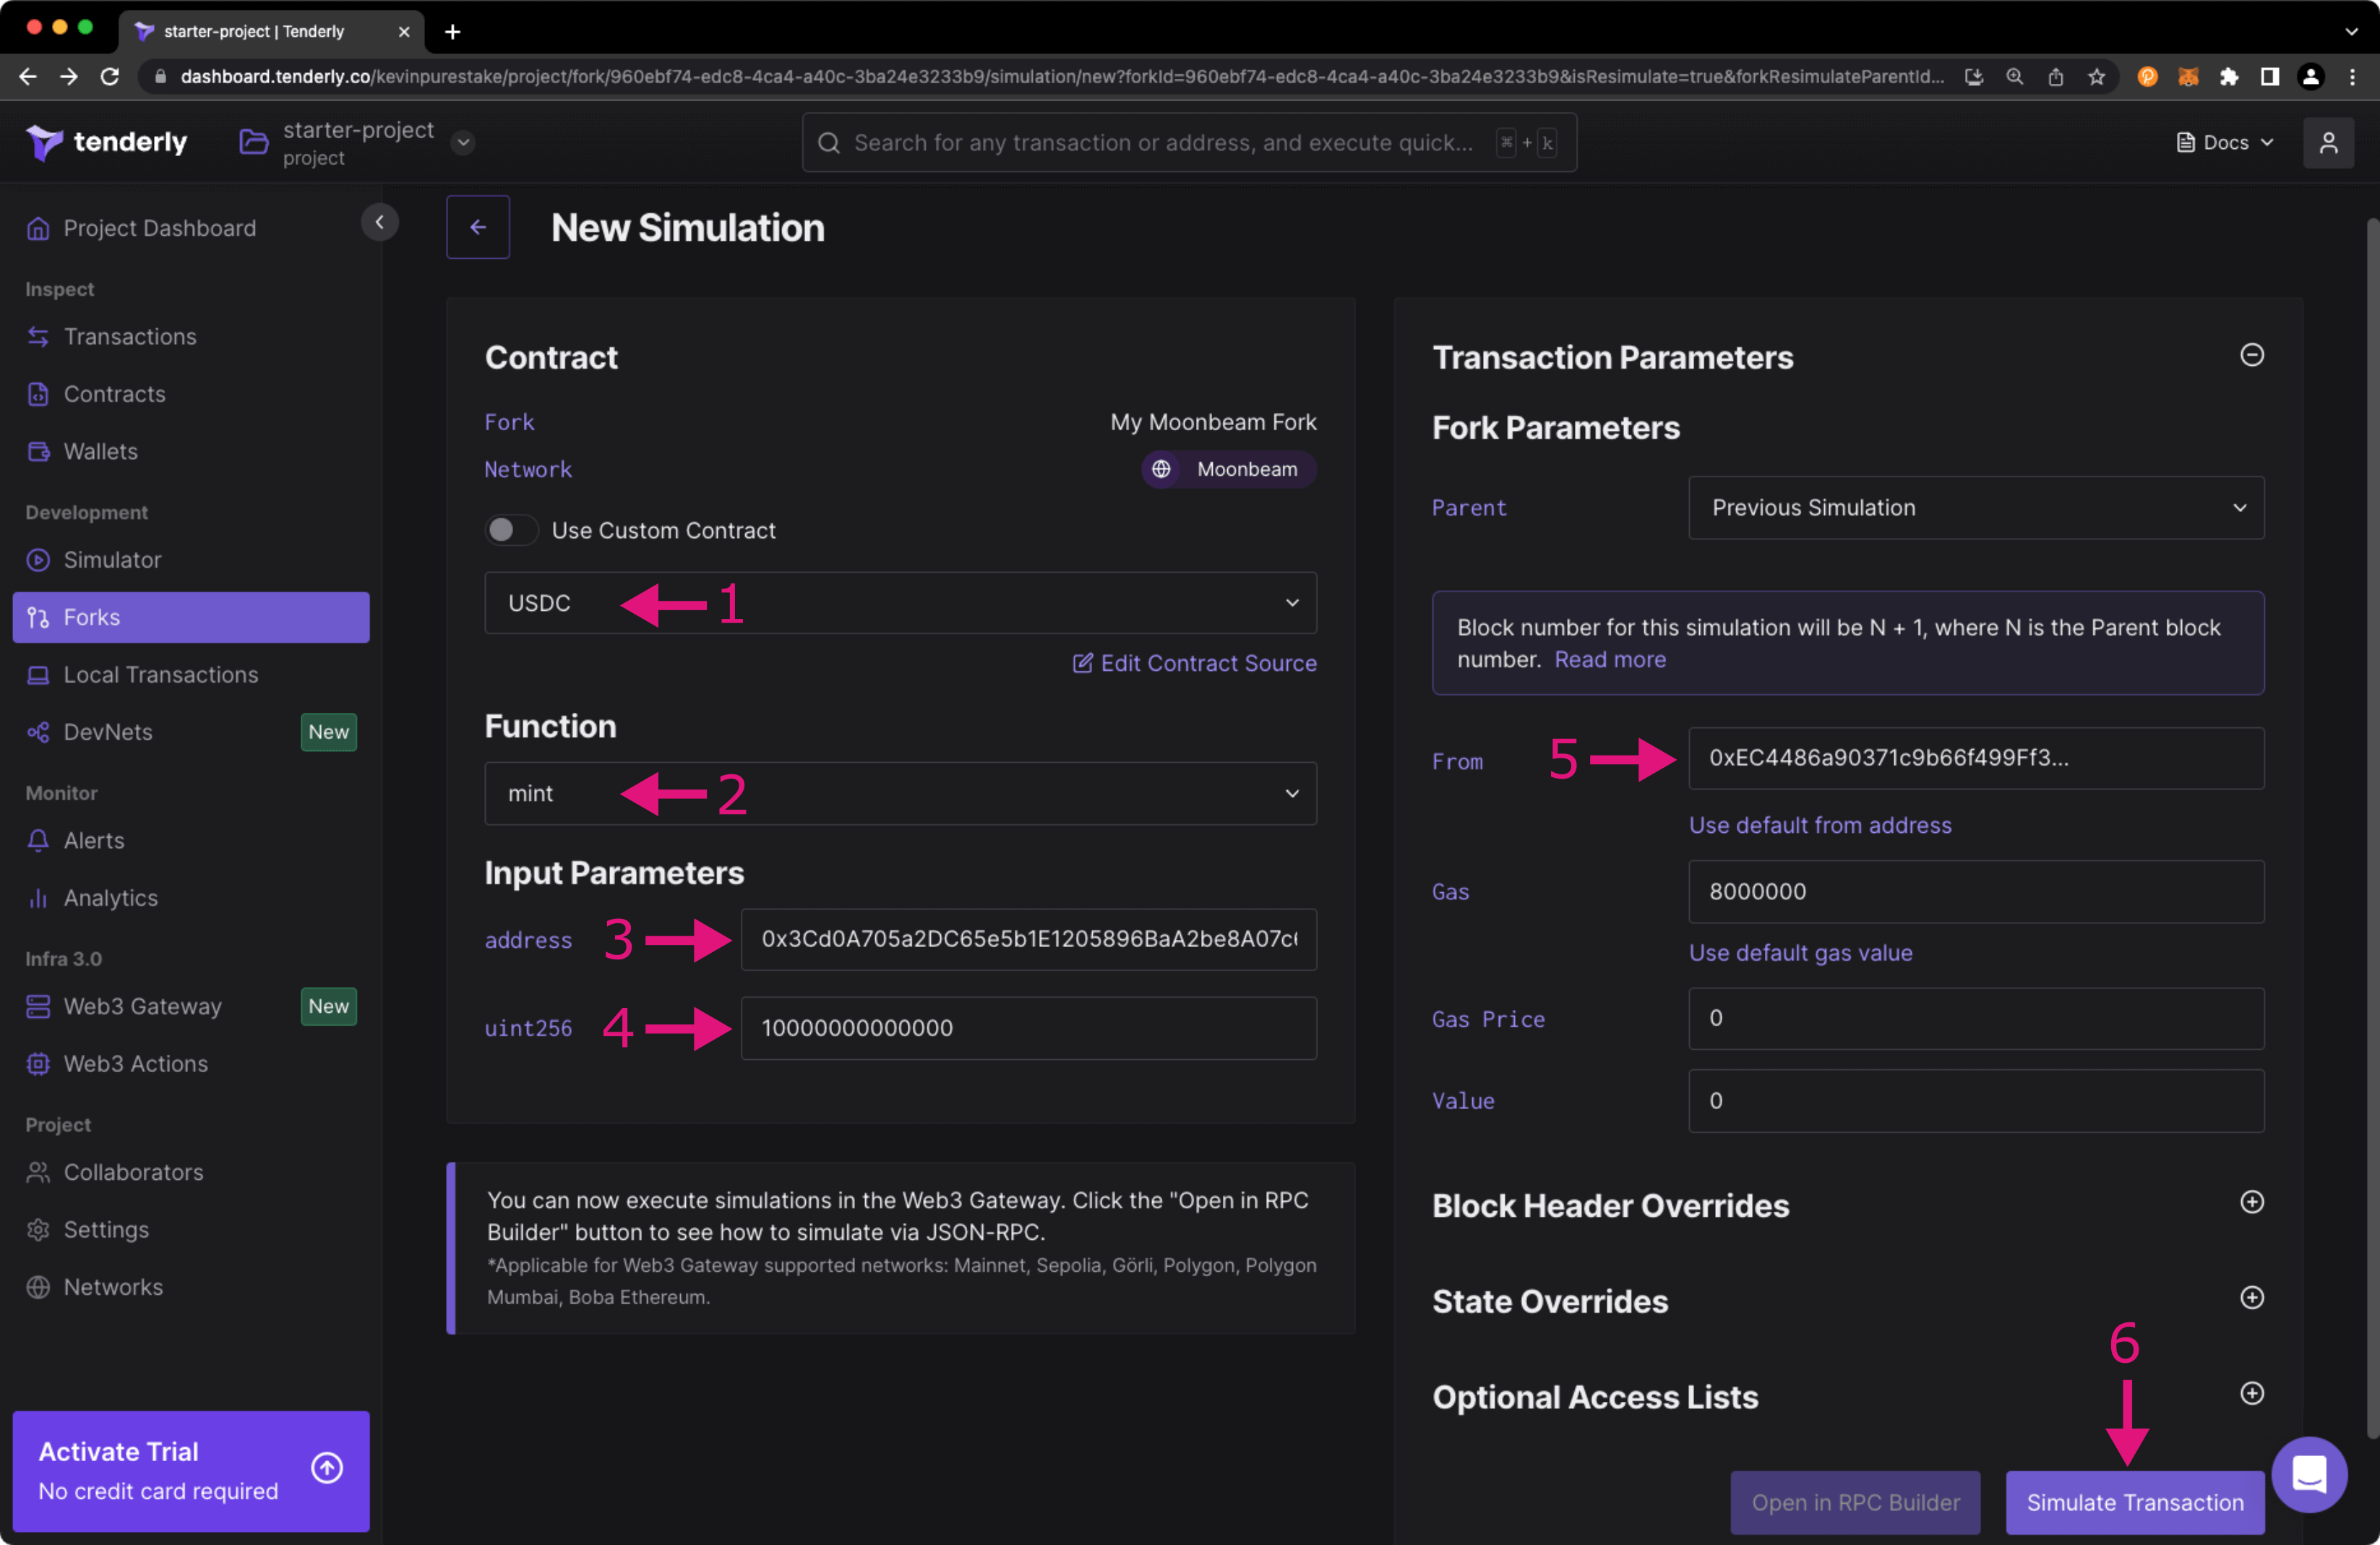 starter-project | Tenderly
dashboard.tenderly.co/kevinpurestake/project/fork/960ebf74-edc8-4ca4-a40c-3ba24e3233b9/simulation/new?forkId=960ebf74-edc8-4ca4-a40c-3ba24e3233b9&isResimulate=true&forkResimulateParentId...
tenderly
starter-project
project
Search for any transaction or address, and execute quick...
⌘ + k
Docs
Project Dashboard
Inspect
Transactions
Contracts
Wallets
Development
Simulator
Forks
Local Transactions
DevNets New
Monitor
Alerts
Analytics
Infra 3.0
Web3 Gateway New
Web3 Actions
Project
Collaborators
Settings
Networks
Activate Trial
No credit card required
New Simulation
Contract
Fork My Moonbeam Fork
Network Moonbeam
Use Custom Contract
USDC 1
Edit Contract Source
Function
mint 2
Input Parameters
address 3 0x3Cd0A705a2DC65e5b1E1205896BaA2be8A07c6
uint256 4 10000000000000
You can now execute simulations in the Web3 Gateway. Click the "Open in RPC
Builder" button to see how to simulate via JSON-RPC.
*Applicable for Web3 Gateway supported networks: Mainnet, Sepolia, Görli, Polygon, Polygon
Mumbai, Boba Ethereum.
Transaction Parameters
Fork Parameters
Parent Previous Simulation
Block number for this simulation will be N + 1, where N is the Parent block
number. Read more
From 5 0xEC4486a90371c9b66f499Ff3...
Use default from address
Gas 8000000
Use default gas value
Gas Price 0
Value 0
Block Header Overrides
State Overrides
6
Optional Access Lists
Open in RPC Builder
Simulate Transaction